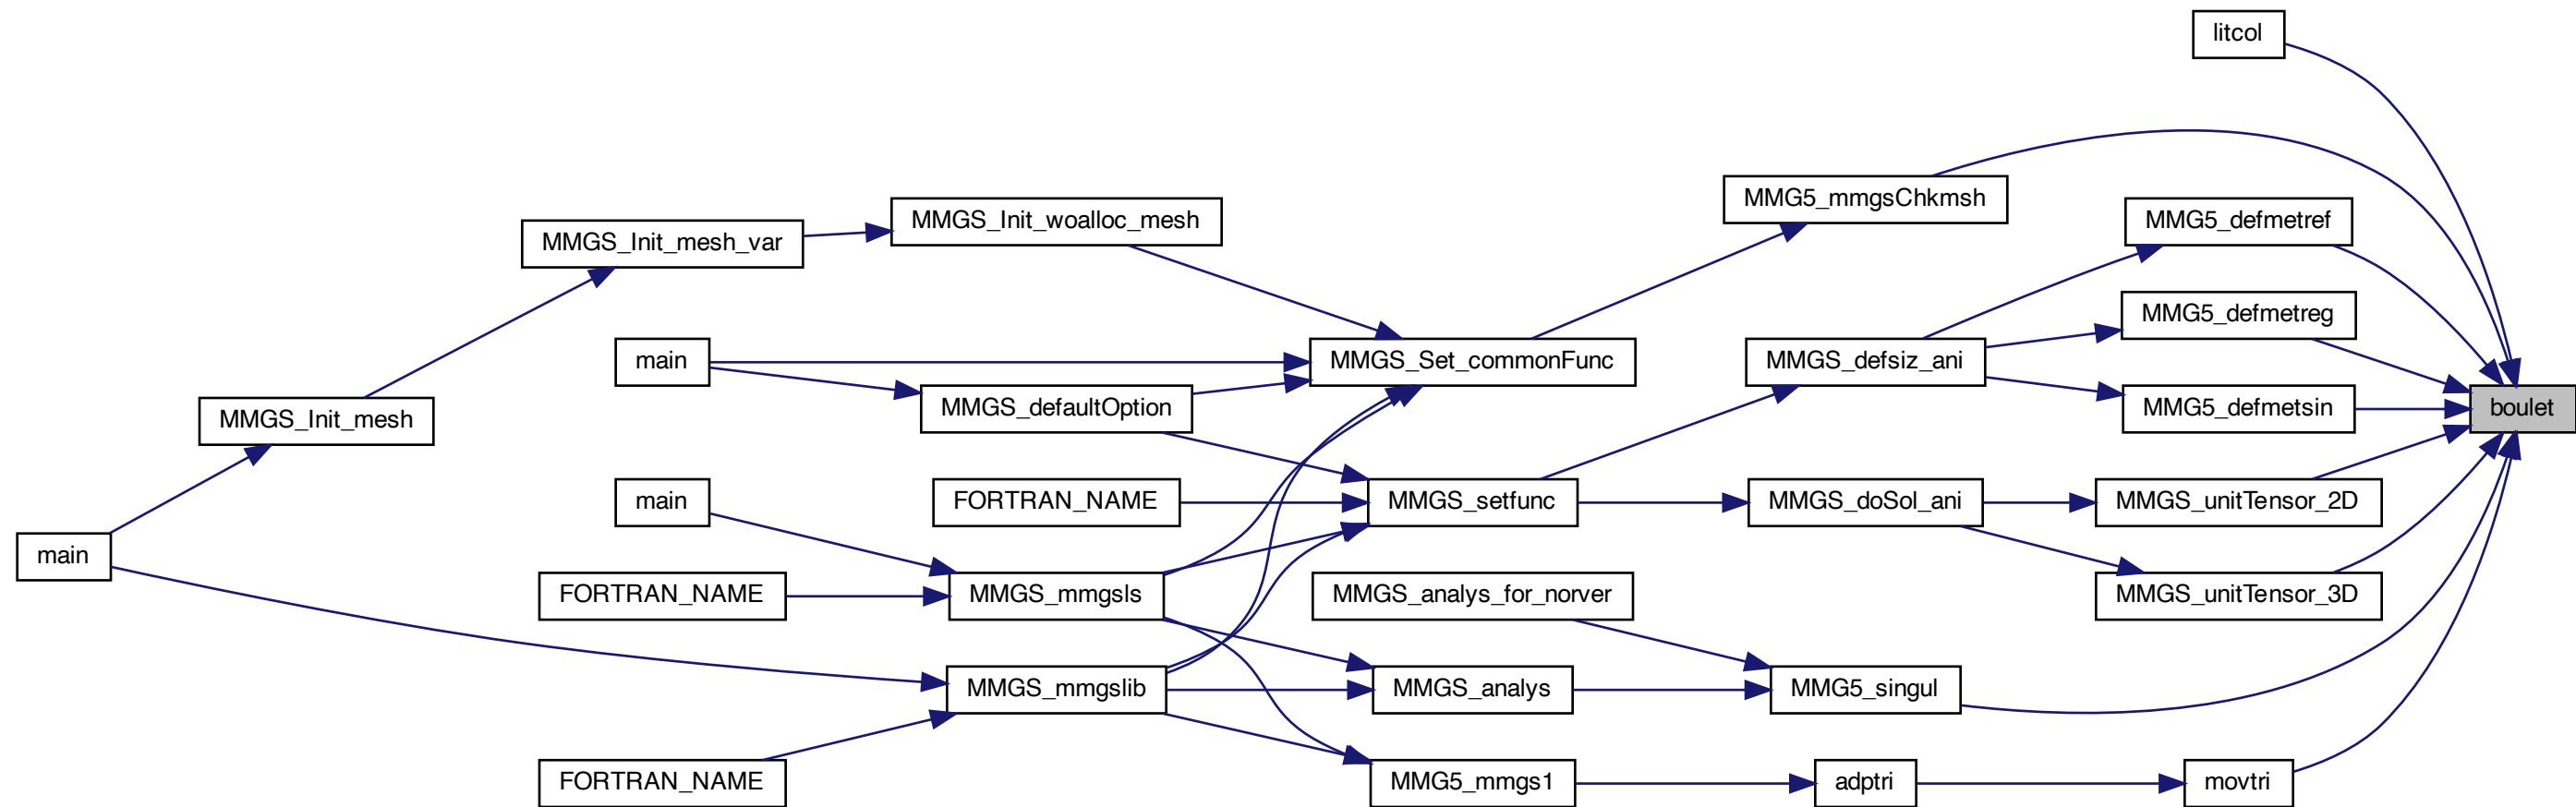 litcol
MMG5_mmgsChkmsh
MMGS_Init_woalloc_mesh
MMG5_defmetref
MMGS_Init_mesh_var
MMG5_defmetreg
main
MMGS_Set_commonFunc
MMGS_defsiz_ani
MMGS_defaultOption
MMG5_defmetsin
boulet
MMGS_Init_mesh
main
FORTRAN_NAME
MMGS_setfunc
MMGS_doSol_ani
MMGS_unitTensor_2D
main
FORTRAN_NAME
MMGS_mmgsls
MMGS_analys_for_norver
MMGS_unitTensor_3D
MMGS_mmgslib
MMGS_analys
MMG5_singul
FORTRAN_NAME
MMG5_mmgs1
adptri
movtri